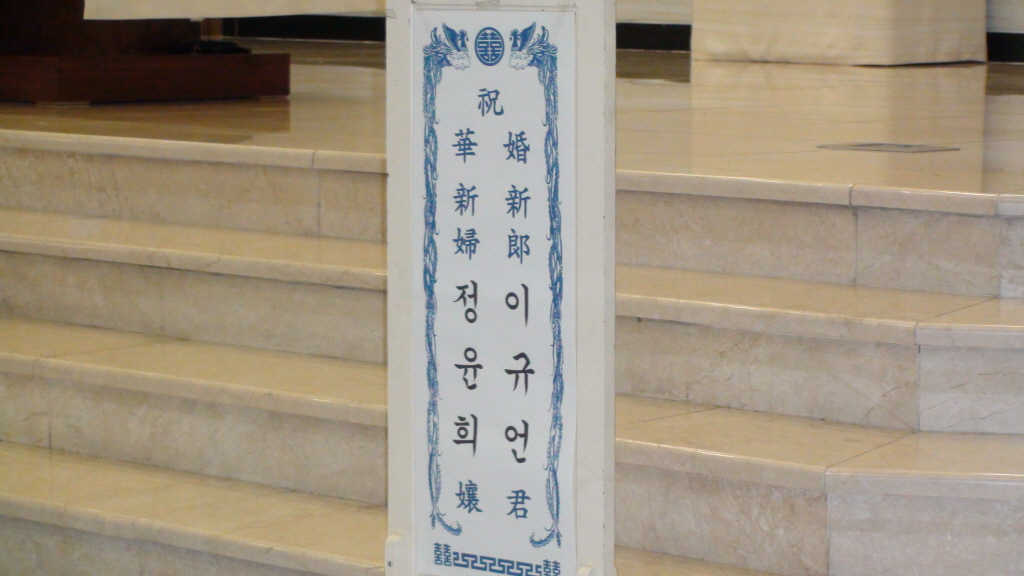 祝
婚 新郎 이규언 君
華 新婦 정윤희 孃